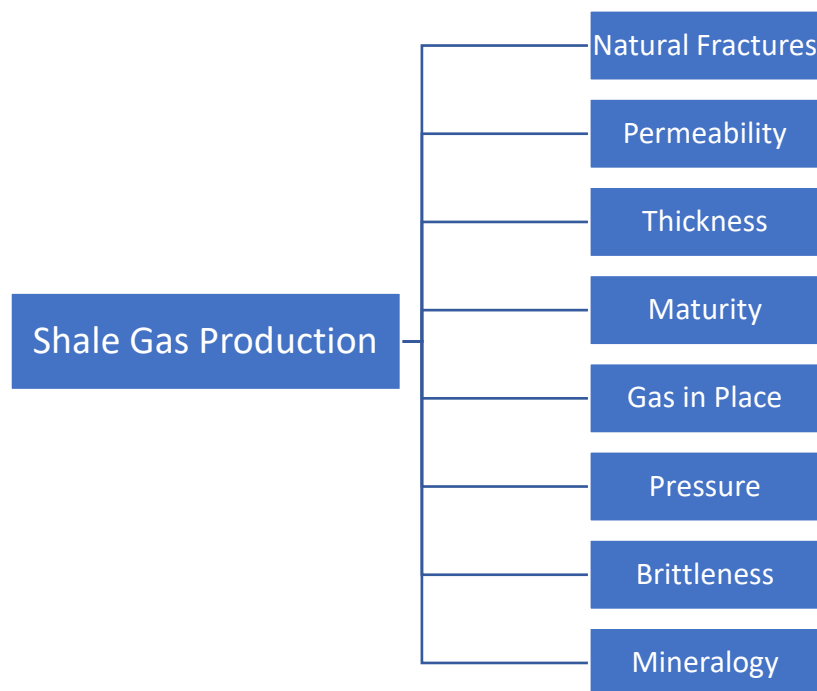 Natural Fractures
Permeability
Thickness
Maturity
Shale Gas Production
Gas in Place
Pressure
Brittleness
Mineralogy